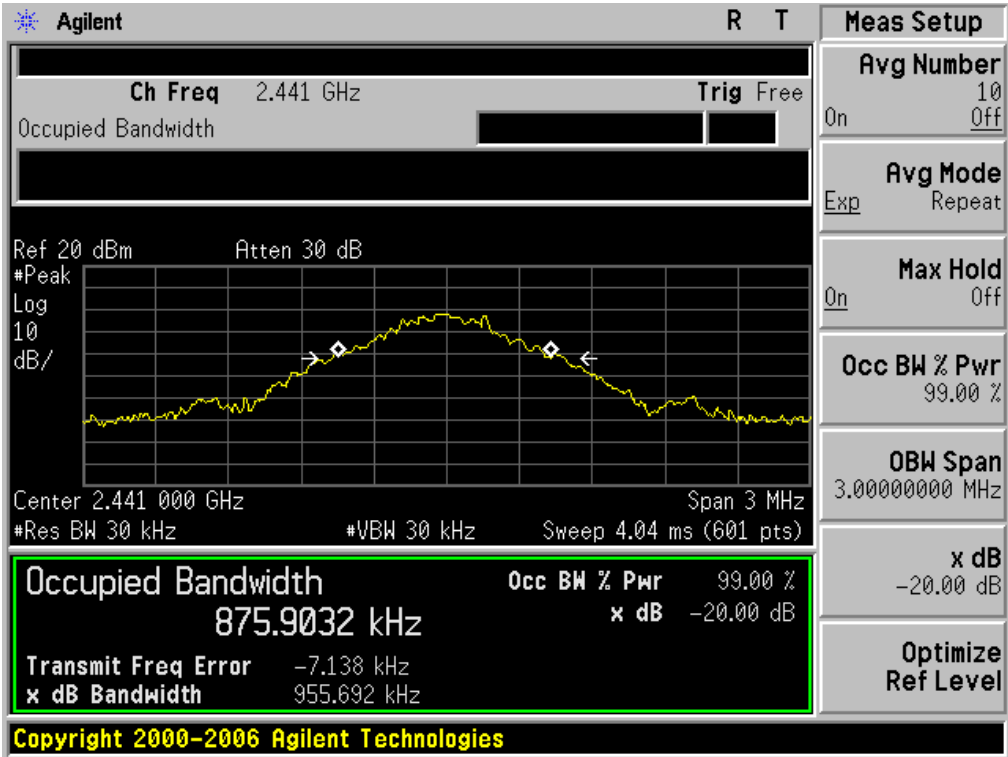 Agilent R T
Ch Freq 2.441 GHz Trig Free
Occupied Bandwidth
Ref 20 dBm Atten 30 dB
#Peak
Log
10
dB/
Center 2.441 000 GHz Span 3 MHz
#Res BW 30 kHz #VBW 30 kHz Sweep 4.04 ms (601 pts)
Occupied Bandwidth
875.9032 kHz
Occ BW % Pwr 99.00 %
x dB -20.00 dB
Transmit Freq Error -7.138 kHz
x dB Bandwidth 955.692 kHz
Copyright 2000-2006 Agilent Technologies
Meas Setup
Avg Number
10
On Off
Avg Mode
Exp Repeat
Max Hold
On Off
Occ BW % Pwr
99.00 %
OBW Span
3.00000000 MHz
x dB
-20.00 dB
Optimize
Ref Level